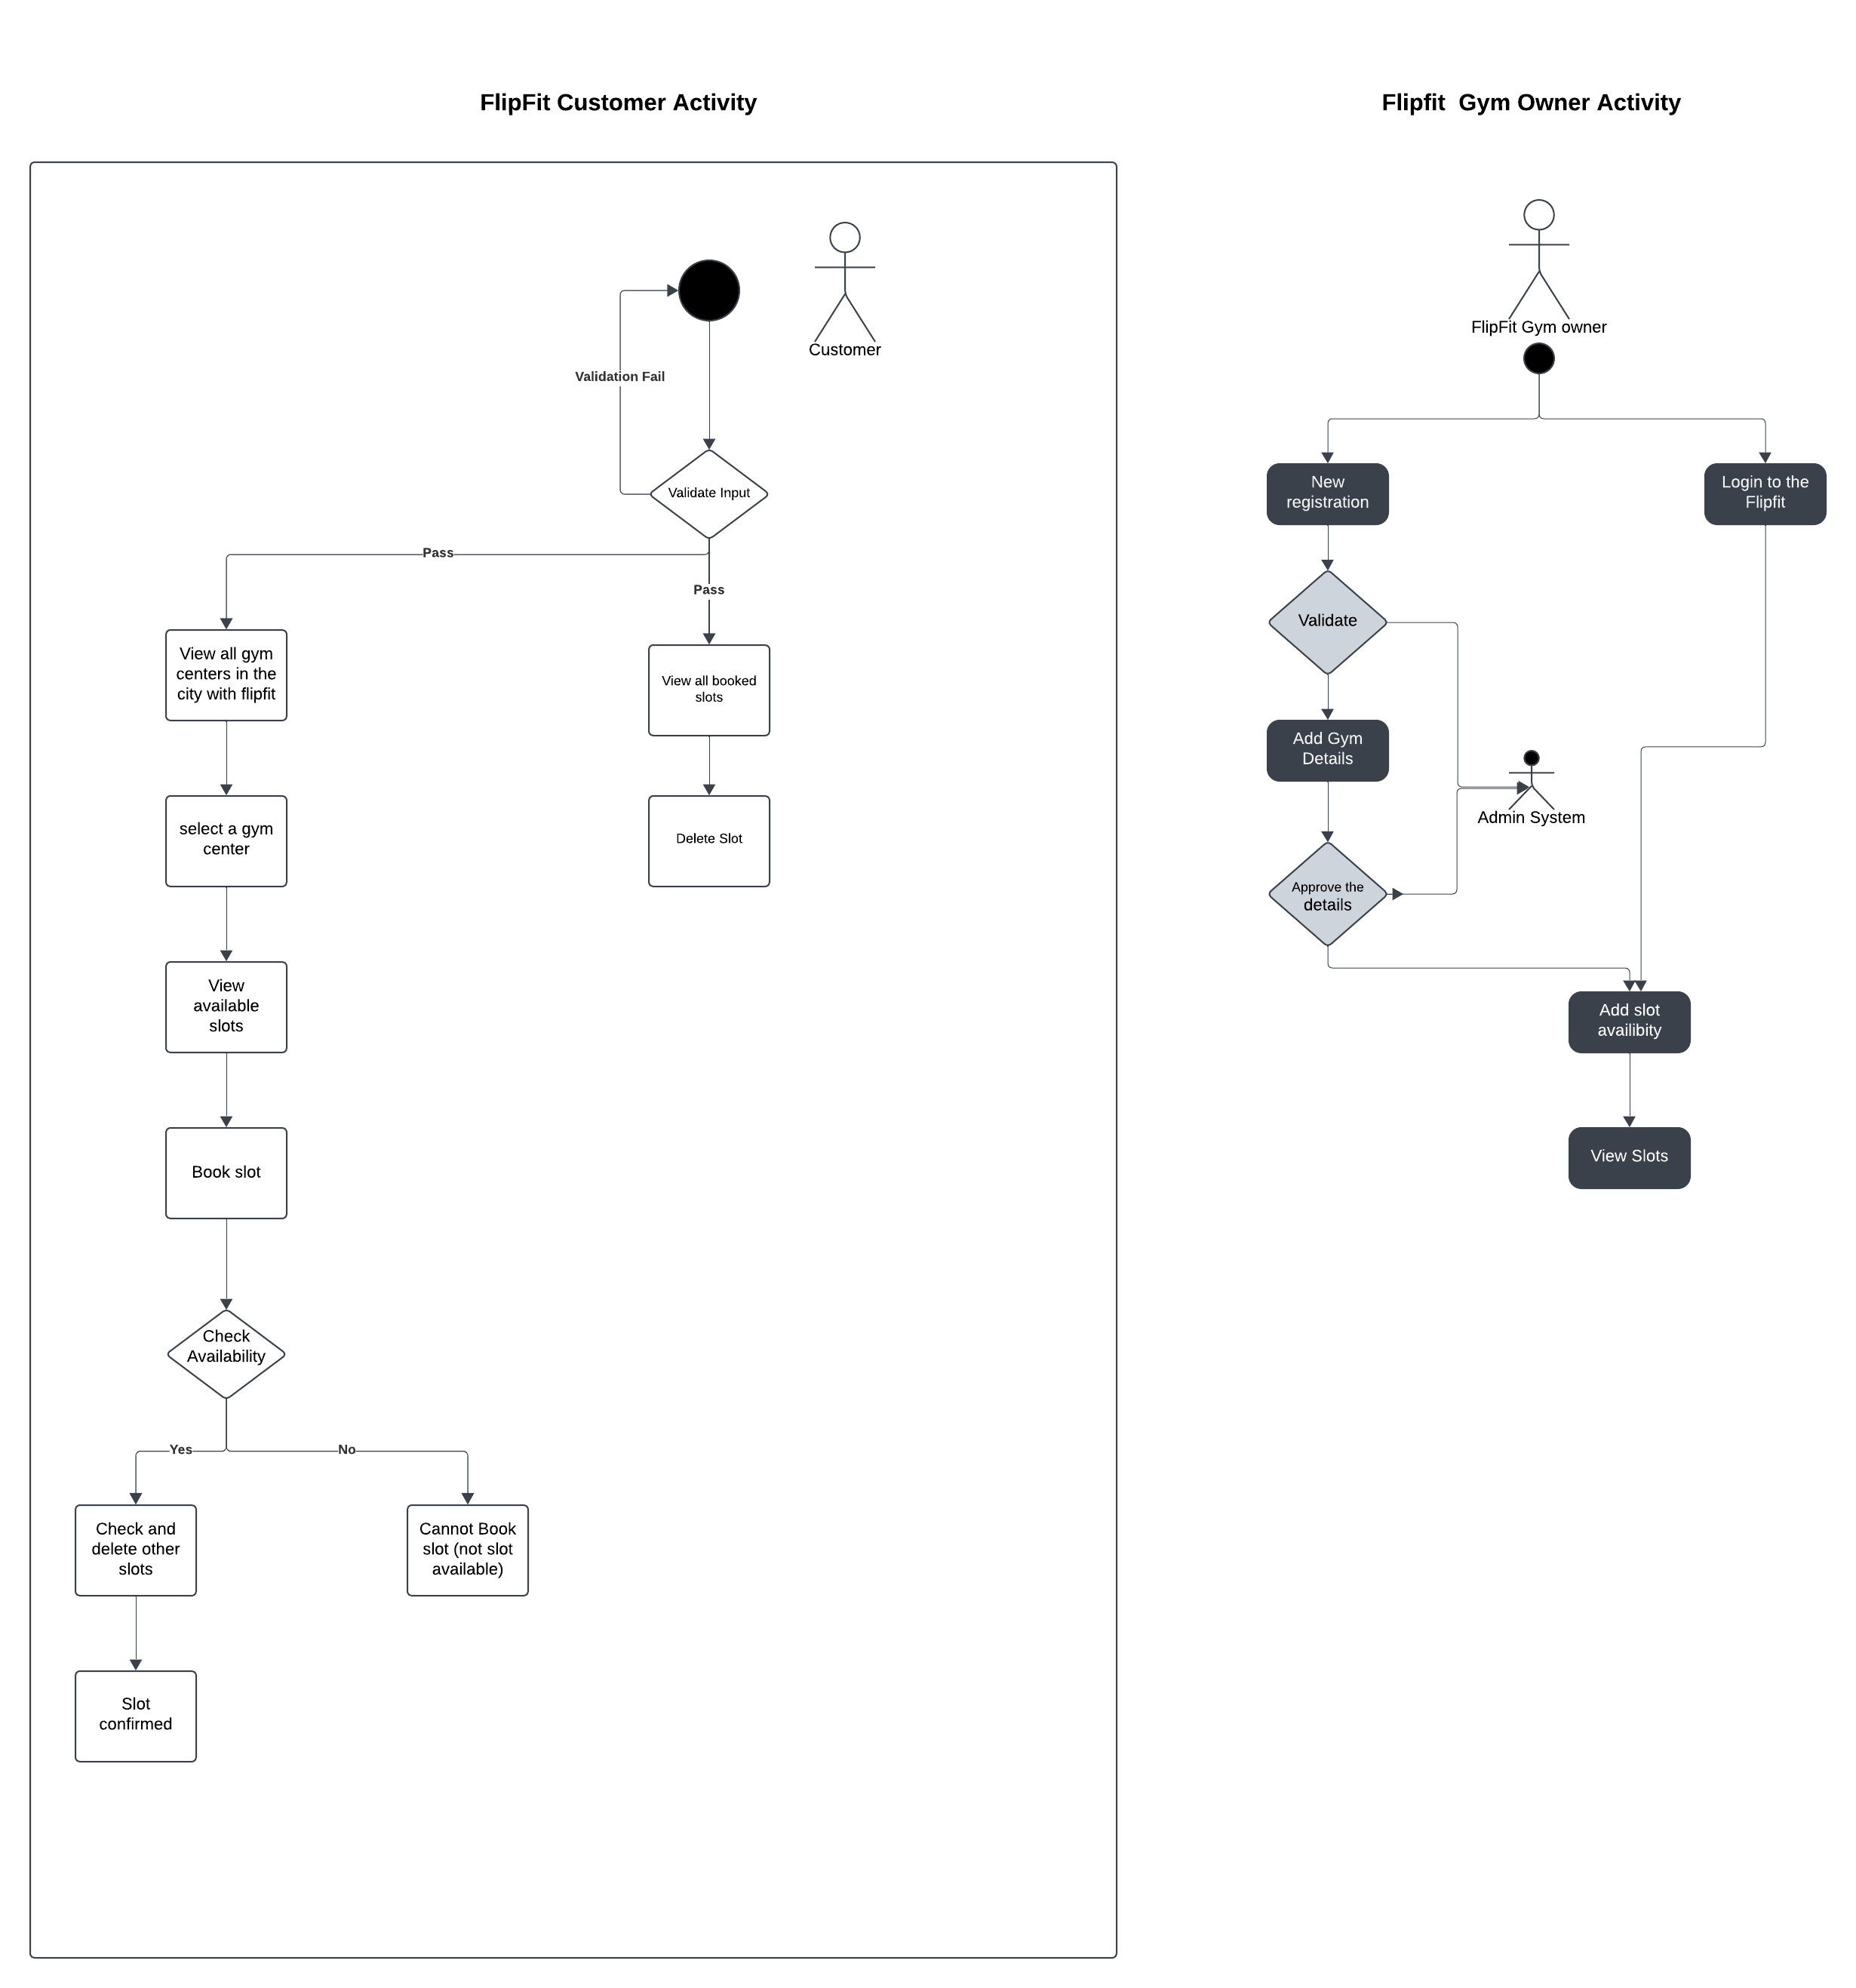 FlipFit Customer Activity
Customer
Validation Fail
Validate Input
Pass
Pass
View all gym
centers in the
city with flipfit
View all booked
slots
select a gym
center
Delete Slot
View
available
slots
Book slot
Check
Availability
Yes
No
Check and
delete other
slots
Cannot Book
slot (not slot
available)
Slot
confirmed
Flipfit  Gym Owner Activity
FlipFit Gym owner
New
registration
Login to the
Flipfit
Validate
Add Gym
Details
Admin System
Approve the
details
Add slot
availibity
View Slots